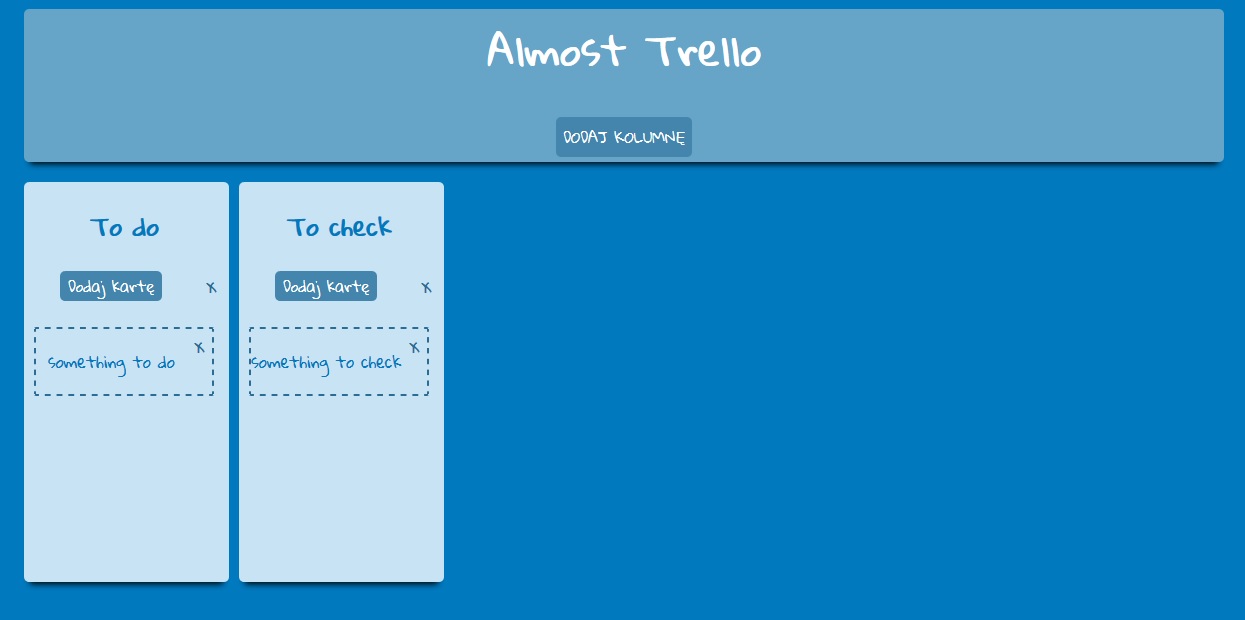 Almost Trello
DODAJ KOLUMNĘ
To do
Dodaj kartę
x
something to do
x
To check
Dodaj kartę
x
something to check
x